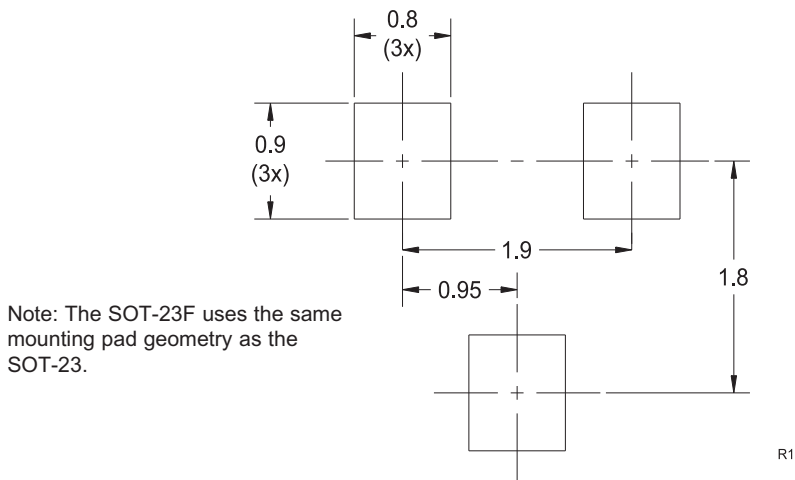 0.8
(3x)
0.9
(3x)
1.9
1.8
0.95
Note: The SOT-23F uses the same
mounting pad geometry as the
SOT-23.
R1